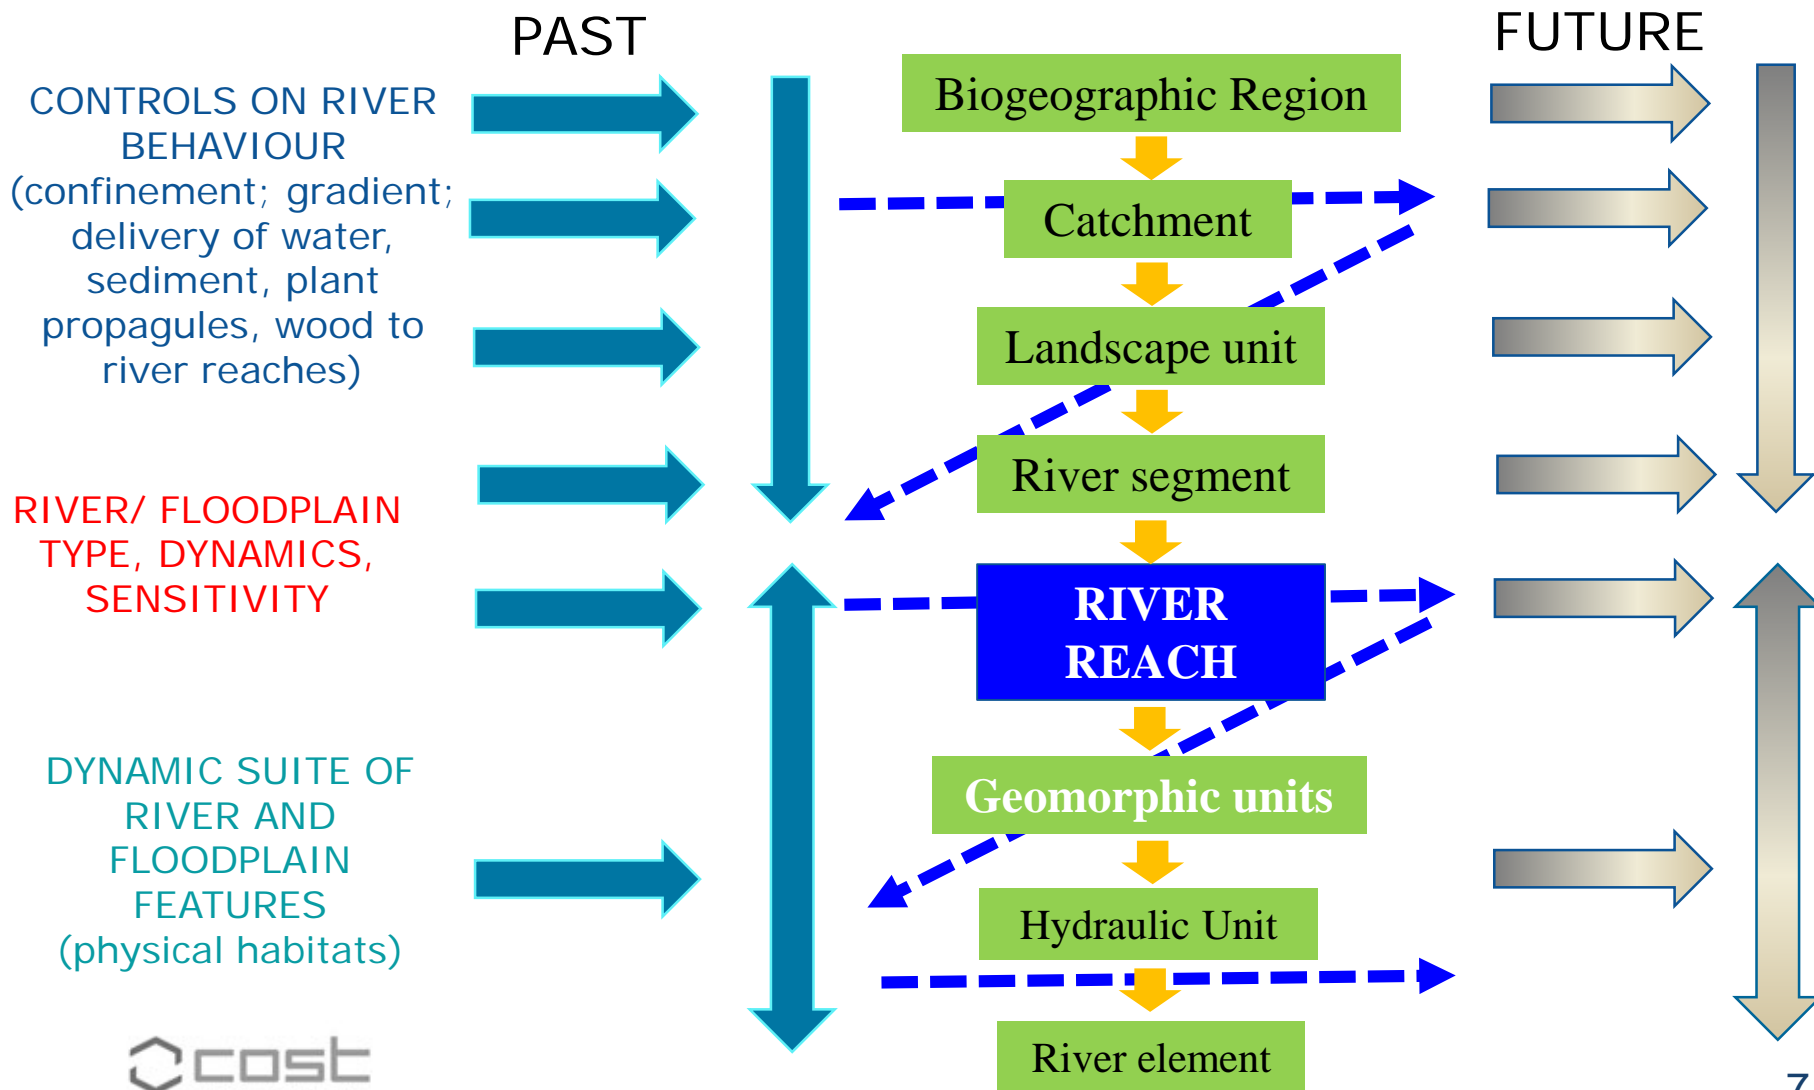 PAST
FUTURE
CONTROLS ON RIVER
BEHAVIOUR
(confinement; gradient;
delivery of water,
sediment, plant
propagules, wood to
river reaches)
RIVER/ FLOODPLAIN
TYPE, DYNAMICS,
SENSITIVITY
DYNAMIC SUITE OF
RIVER AND
FLOODPLAIN
FEATURES
(physical habitats)
Biogeographic Region
Catchment
Landscape unit
River segment
RIVER
REACH
Geomorphic units
Hydraulic Unit
River element
cost
7